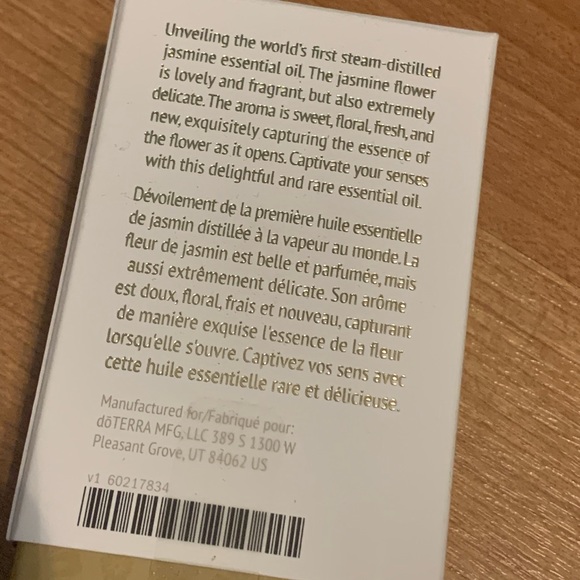 Unveiling the world's first steam-distilled
jasmine essential oil. The jasmine flower
is lovely and fragrant, but also extremely
delicate. The aroma is sweet, floral, fresh, and
new, exquisitely capturing the essence of
the flower as it opens. Captivate your senses
with this delightful and rare essential oil.
Dévoilement de la première huile essentielle
de jasmin distillée à la vapeur au monde. La
fleur de jasmin est belle et parfumée, mais
aussi extrêmement délicate. Son arôme
est doux, floral, frais et nouveau, capturant
de manière exquise l'essence de la fleur
lorsqu'elle s'ouvre. Captivez vos sens avec
cette huile essentielle rare et délicieuse.
Manufactured for/Fabriqué pour:
dōTERRA MFG, LLC 389 S 1300 W
Pleasant Grove, UT 84062 US
v1 60217834